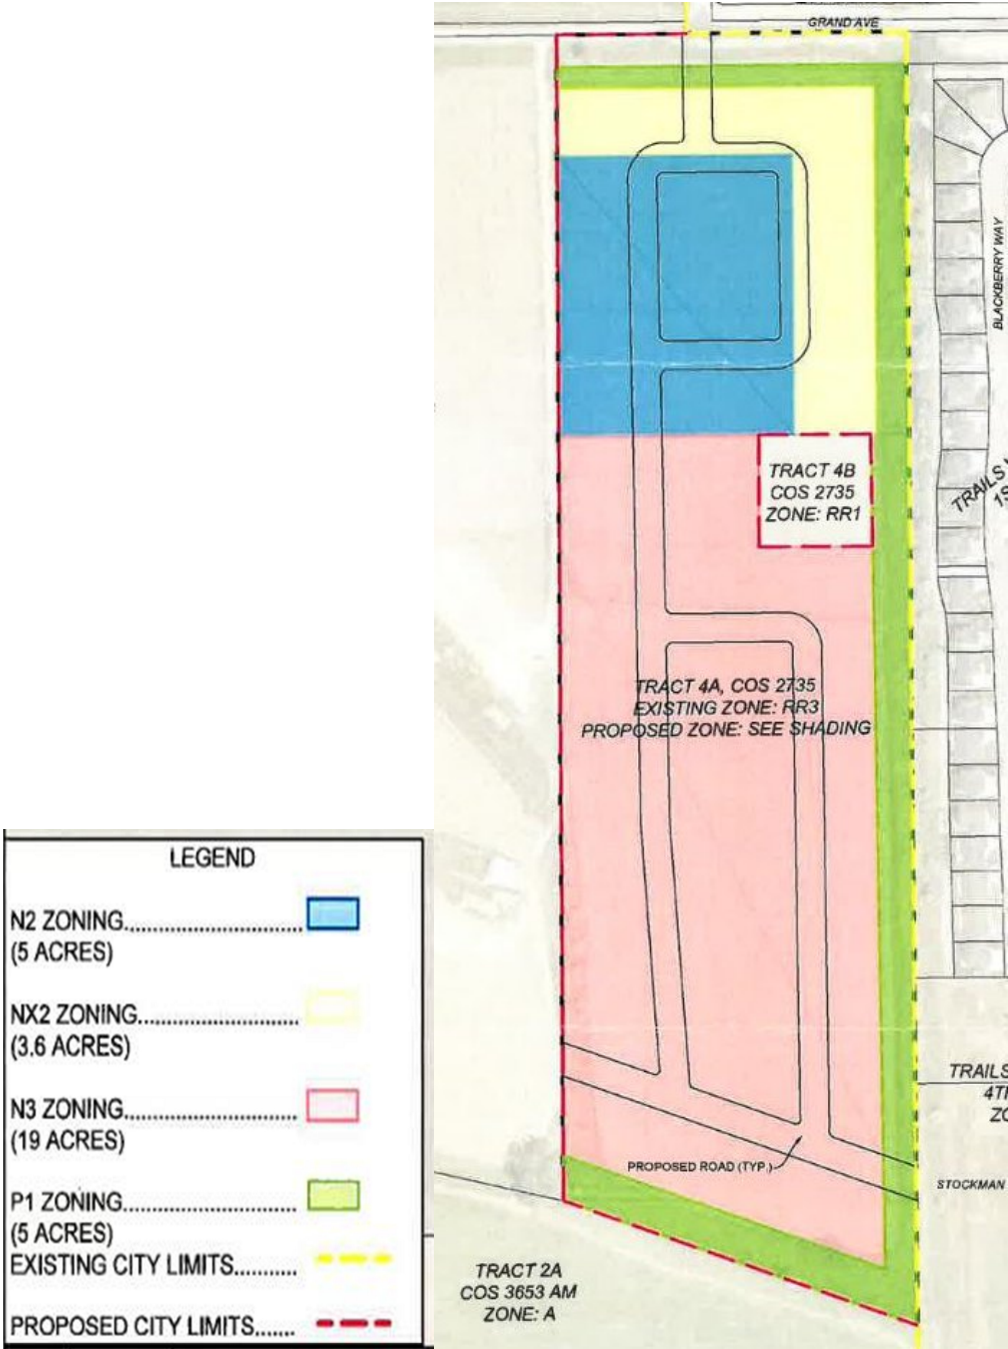 GRAND AVE
BLACKBERRY WAY
TRACT 4B
COS 2735
ZONE: RR1
TRAILS
TRACT 4A, COS 2735
EXISTING ZONE: RR3
PROPOSED ZONE: SEE SHADING
LEGEND
N2 ZONING..............................
(5 ACRES)
NX2 ZONING...........................
(3.6 ACRES)
N3 ZONING.............................
(19 ACRES)
P1 ZONING..............................
(5 ACRES)
EXISTING CITY LIMITS...........
PROPOSED CITY LIMITS.......
TRAILS
PROPOSED ROAD (TYP.)
STOCKMAN
TRACT 2A
COS 3653 AM
ZONE: A